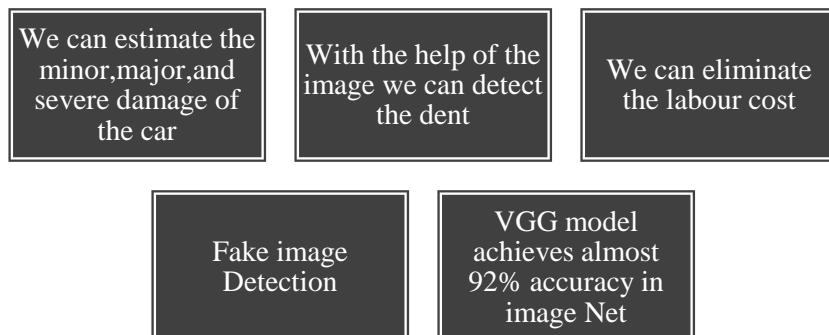 We can estimate the
minor,major,and
severe damage of
the car
With the help of the
image we can detect
the dent
We can eliminate
the labour cost
Fake image
Detection
VGG model
achieves almost
92% accuracy in
image Net